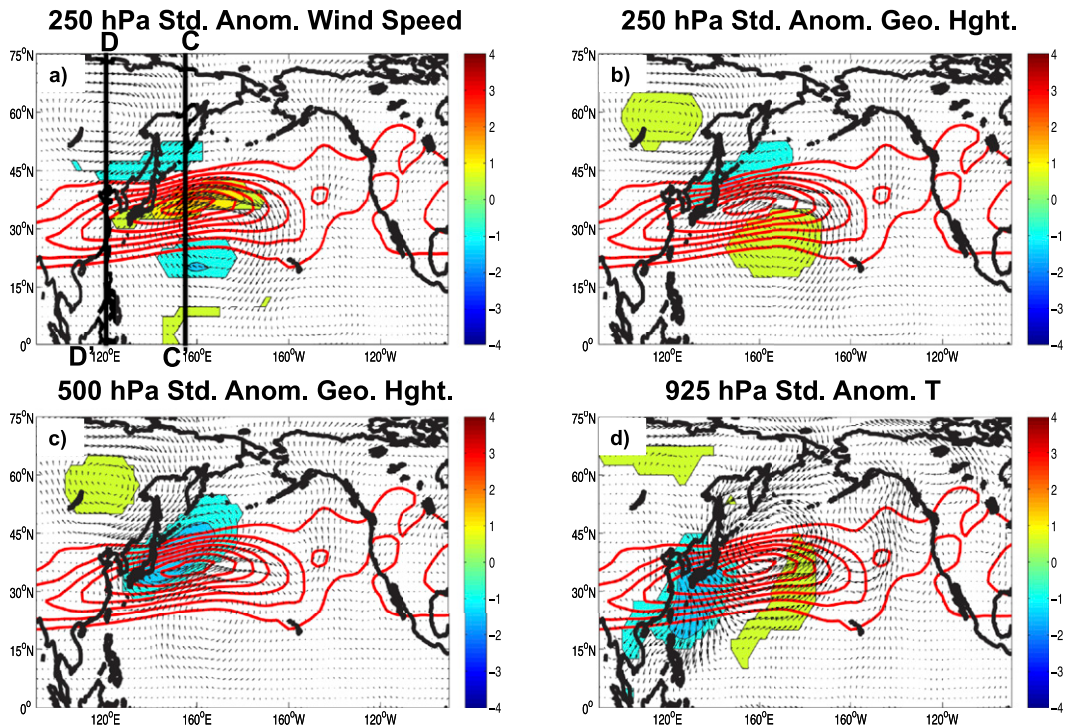 250 hPa Std. Anom. Wind Speed
250 hPa Std. Anom. Geo. Hght.
D C
75°N 4 75°N 4
a) b)
3 3
60°N 60°N
2 2
45°N 1 45°N 1
0 0
30°N 30°N
-1 -1
-2 -2
15°N 15°N
-3 -3
0° -4 0° -4
D' C'
120°E 160°E 160°W 120°W 120°E 160°E 160°W 120°W
500 hPa Std. Anom. Geo. Hght.
925 hPa Std. Anom. T
75°N 4 75°N 4
c) d)
3 3
60°N 60°N
2 2
45°N 1 45°N 1
0 0
30°N 30°N
-1 -1
-2 -2
15°N 15°N
-3 -3
0° -4 0° -4
120°E 160°E 160°W 120°W 120°E 160°E 160°W 120°W